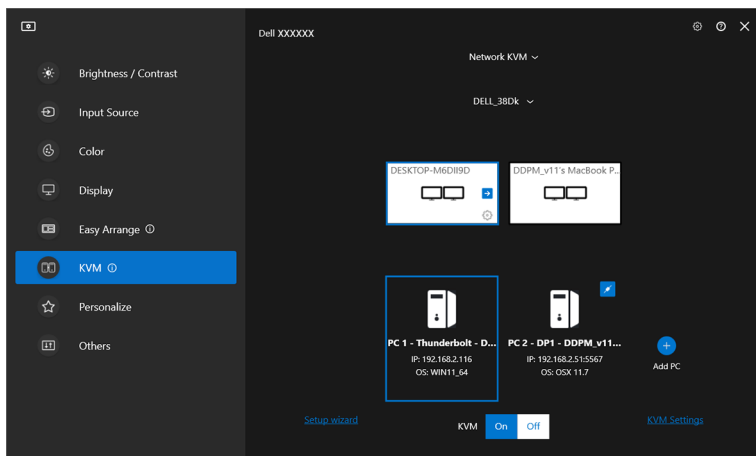 Dell XXXXXX
Brightness / Contrast
Input Source
Color
Display
Easy Arrange
KVM
Personalize
Others
Network KVM
DELL_38Dk
DESKTOP-M6DII9D
DDPM_v11's MacBook P...
PC 1 - Thunderbolt - D...
IP: 192.168.2.116
OS: WIN11_64
PC 2 - DP1 - DDPM_v11...
IP: 192.168.2.51:5567
OS: OSX 11.7
Add PC
Setup wizard
KVM
On
Off
KVM Settings